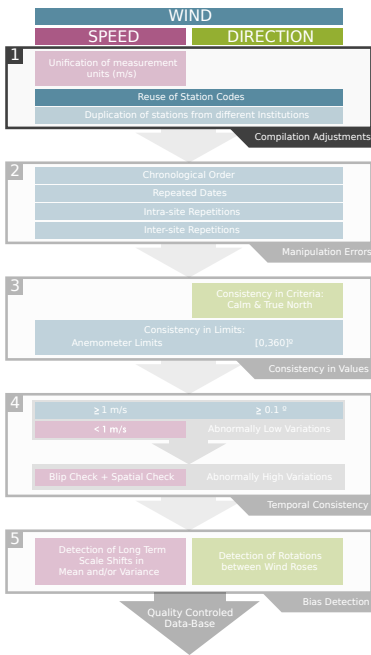 WIND
SPEED
DIRECTION
1
Unification of measurement
units (m/s)
Reuse of Station Codes
Duplication of stations from different Institutions
Compilation Adjustments
2
Chronological Order
Repeated Dates
Intra-site Repetitions
Inter-site Repetitions
Manipulation Errors
3
Consistency in Criteria:
Calm & True North
Consistency in Limits:
Anemometer Limits
[0,360]º
Consistency in Values
4
≥ 1 m/s
≥ 0.1 º
< 1 m/s
Abnormally Low Variations
Blip Check + Spatial Check
Abnormally High Variations
Temporal Consistency
5
Detection of Long Term
Scale Shifts in
Mean and/or Variance
Detection of Rotations
between Wind Roses
Bias Detection
Quality Controled
Data-Base